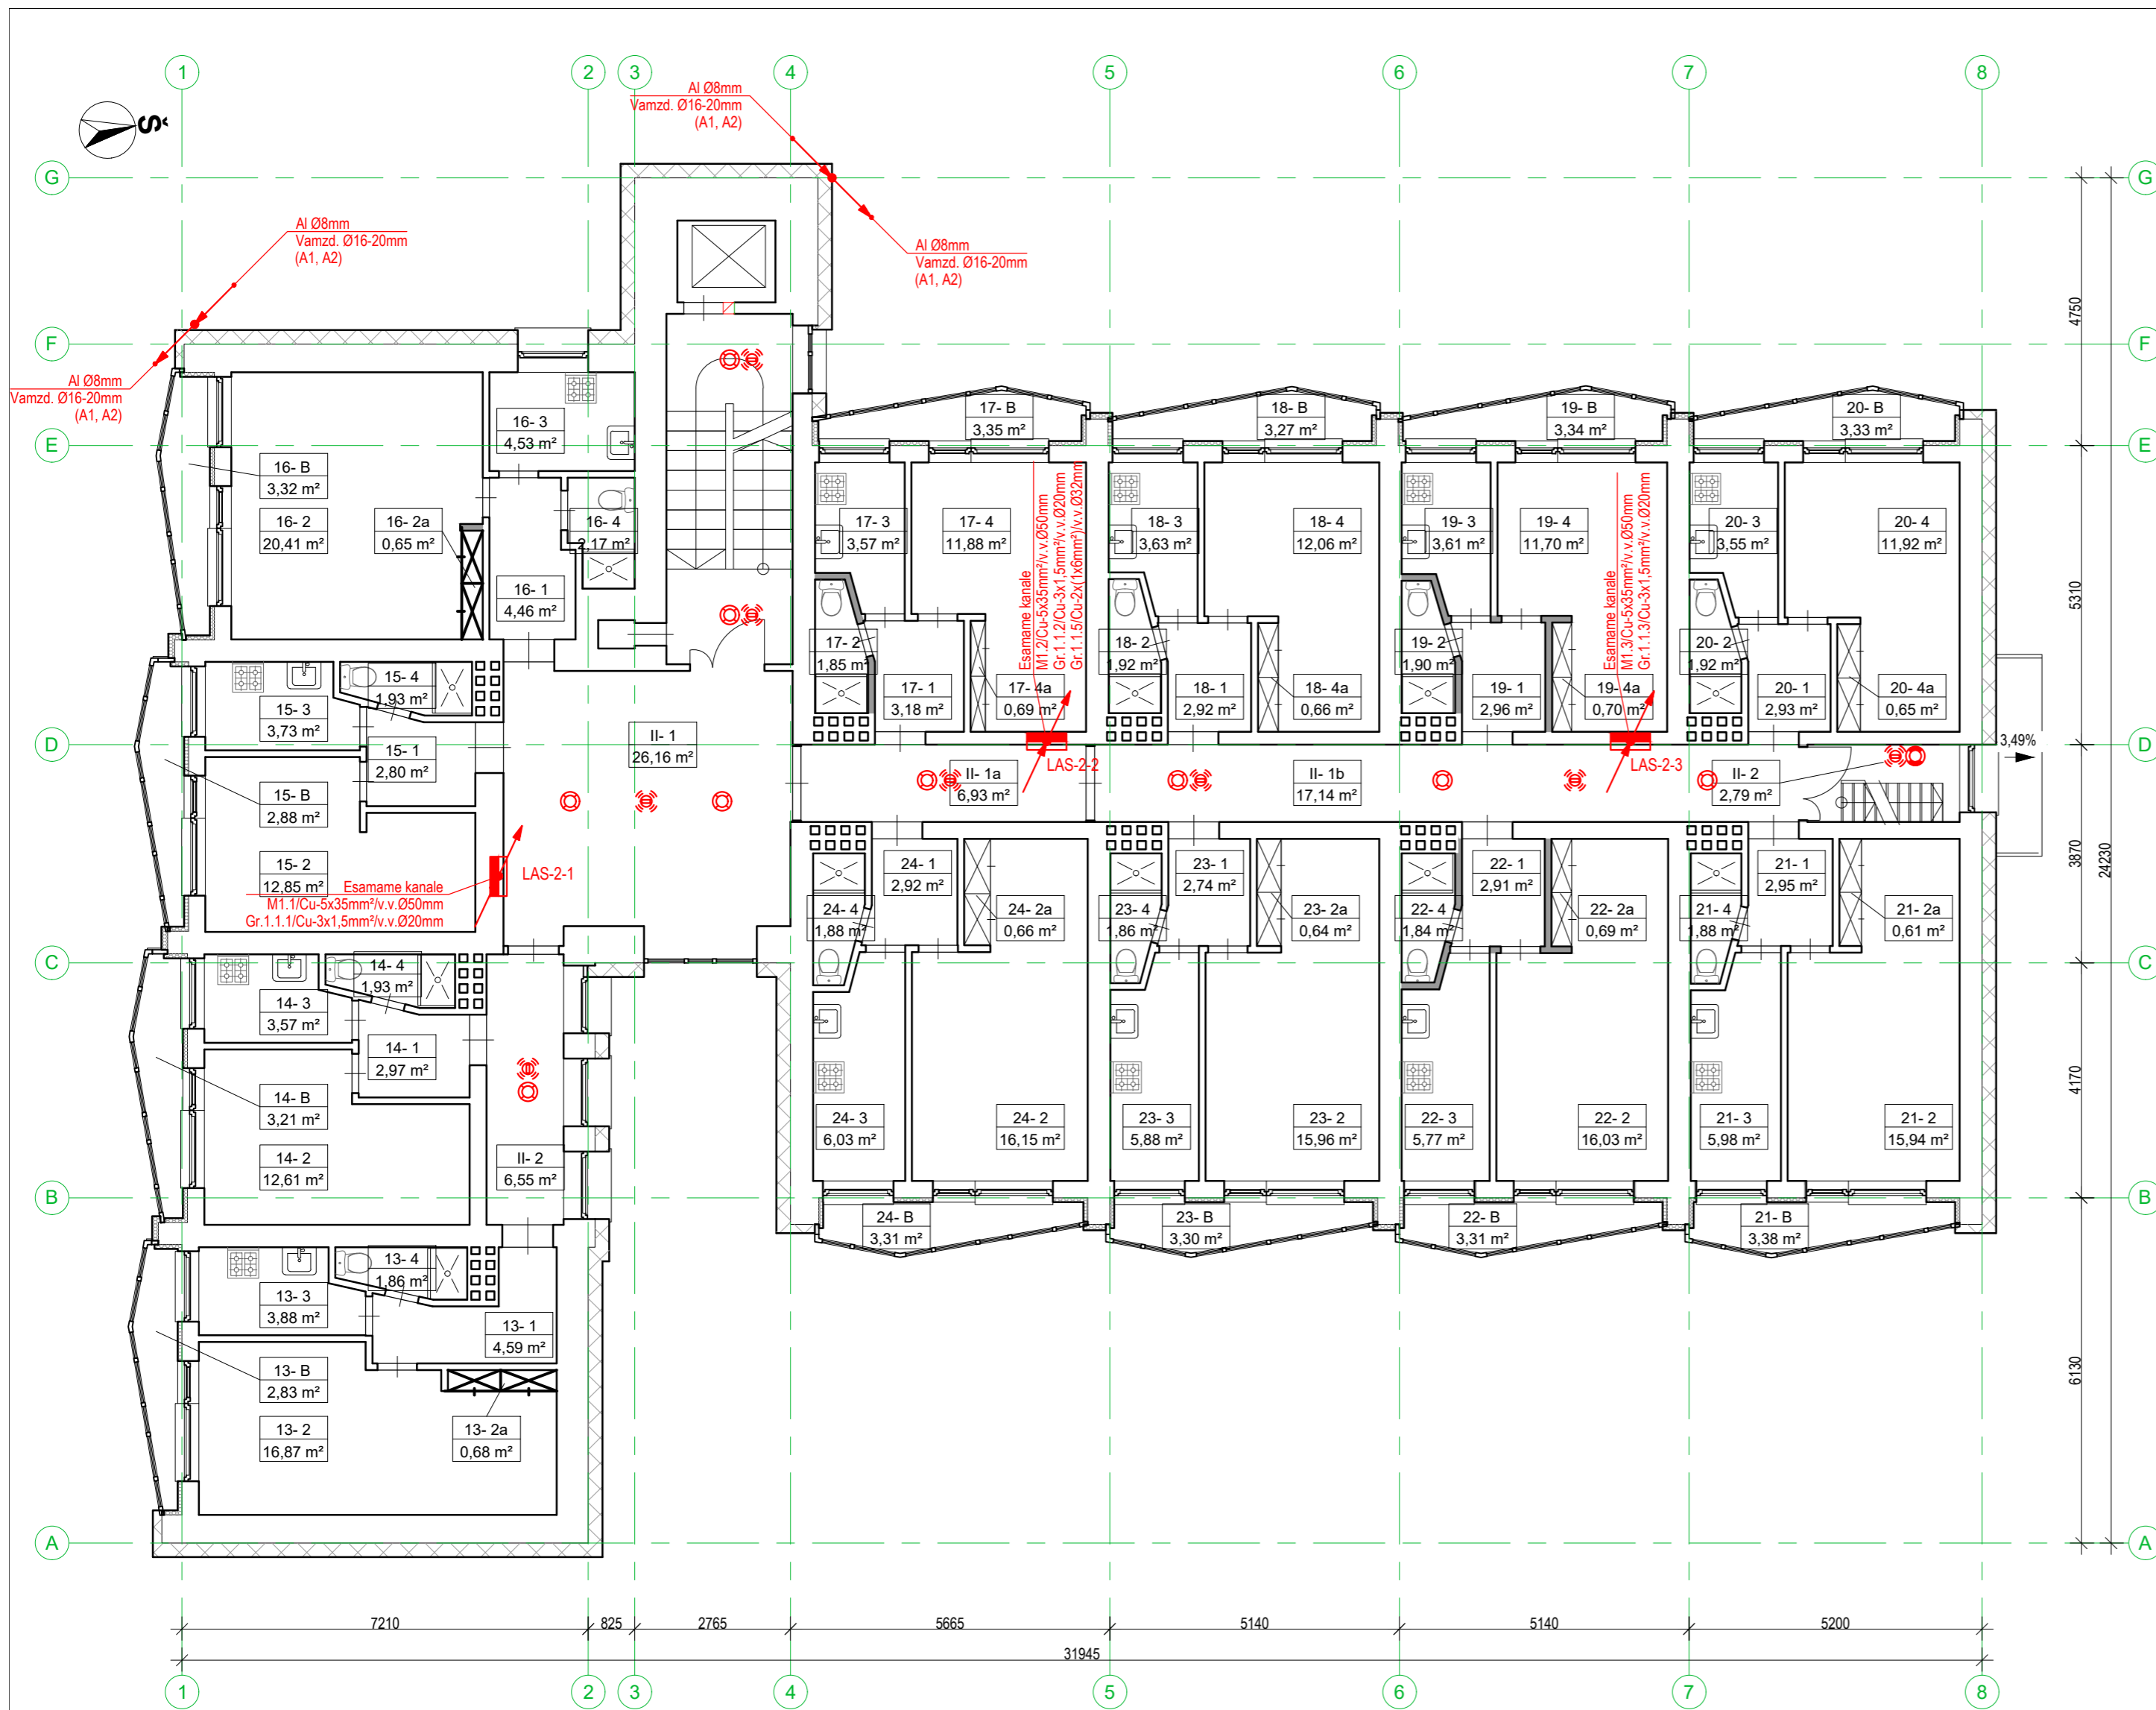 1
2
3
4
5
6
7
8
Š
Al Ø8mm
Vamzd. Ø16-20mm
(A1, A2)
G
G
Al Ø8mm
Vamzd. Ø16-20mm
(A1, A2)
Al Ø8mm
Vamzd. Ø16-20mm
(A1, A2)
4750
F
F
Al Ø8mm
Vamzd. Ø16-20mm
(A1, A2)
16- 3
4,53 m²
17- B
3,35 m²
18- B
3,27 m²
19- B
3,34 m²
20- B
3,33 m²
E
E
16- B
3,32 m²
16- 2
20,41 m²
16- 2a
0,65 m²
16- 4
2,17 m²
16- 1
4,46 m²
17- 3
3,57 m²
17- 4
11,88 m²
18- 3
3,63 m²
18- 4
12,06 m²
19- 3
3,61 m²
19- 4
11,70 m²
20- 3
3,55 m²
20- 4
11,92 m²
Esamame kanale
M1.2/Cu-5x35mm²/v.v.Ø50mm
Gr.1.1.2/Cu-3x1,5mm²/v.v.Ø20mm
Gr.1.1.5/Cu-2x(1x6mm²)/v.v.Ø32mm
Esamame kanale
M1.3/Cu-5x35mm²/v.v.Ø50mm
Gr.1.1.3/Cu-3x1,5mm²/v.v.Ø20mm
5310
17- 2
1,85 m²
18- 2
1,92 m²
19- 2
1,90 m²
20- 2
1,92 m²
17- 1
3,18 m²
17- 4a
0,69 m²
18- 1
2,92 m²
18- 4a
0,66 m²
19- 1
2,96 m²
19- 4a
0,70 m²
20- 1
2,93 m²
20- 4a
0,65 m²
15- 4
1,93 m²
15- 3
3,73 m²
15- 1
2,80 m²
II- 1
26,16 m²
D
D
3,49%
LAS-2-2
LAS-2-3
15- B
2,88 m²
II- 1a
6,93 m²
II- 1b
17,14 m²
II- 2
2,79 m²
15- 2
12,85 m²
LAS-2-1
Esamame kanale
M1.1/Cu-5x35mm²/v.v.Ø50mm
Gr.1.1.1/Cu-3x1,5mm²/v.v.Ø20mm
24- 1
2,92 m²
23- 1
2,74 m²
22- 1
2,91 m²
21- 1
2,95 m²
3870
24230
24- 4
1,88 m²
24- 2a
0,66 m²
23- 4
1,86 m²
23- 2a
0,64 m²
22- 4
1,84 m²
22- 2a
0,69 m²
21- 4
1,88 m²
21- 2a
0,61 m²
C
C
14- 4
1,93 m²
14- 3
3,57 m²
14- 1
2,97 m²
14- B
3,21 m²
14- 2
12,61 m²
II- 2
6,55 m²
4170
24- 3
6,03 m²
24- 2
16,15 m²
23- 3
5,88 m²
23- 2
15,96 m²
22- 3
5,77 m²
22- 2
16,03 m²
21- 3
5,98 m²
21- 2
15,94 m²
B
B
24- B
3,31 m²
23- B
3,30 m²
22- B
3,31 m²
21- B
3,38 m²
13- 4
1,86 m²
13- 3
3,88 m²
13- 1
4,59 m²
13- B
2,83 m²
13- 2
16,87 m²
13- 2a
0,68 m²
6130
A
A
7210
825
2765
5665
5140
5140
5200
31945
1
2
3
4
5
6
7
8